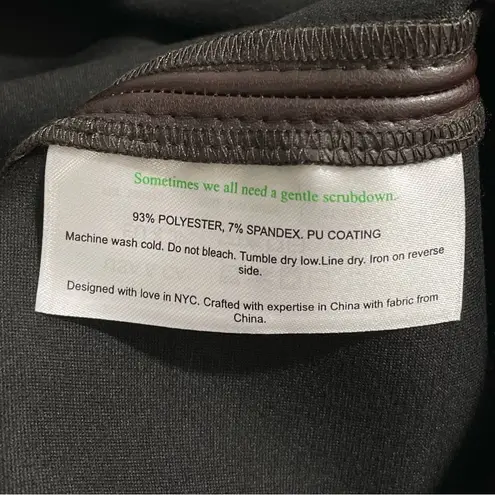 Sometimes we all need a gentle scrubdown.
93% POLYESTER, 7% SPANDEX. PU COATING
Machine wash cold. Do not bleach. Tumble dry low.Line dry. Iron on reverse
side.
Designed with love in NYC. Crafted with expertise in China with fabric from
China.